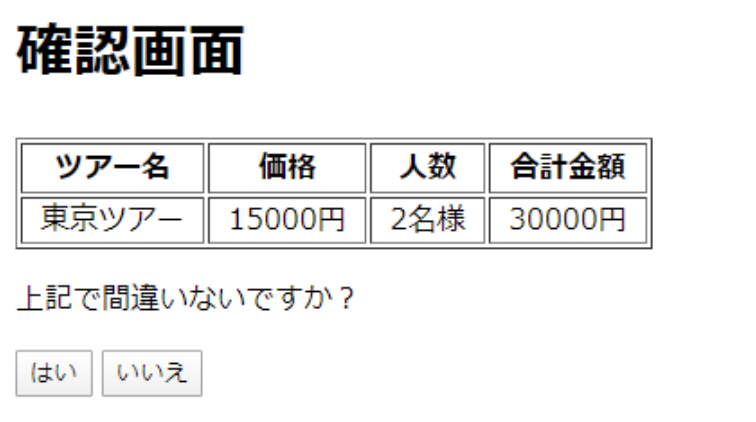 確認画面
ツアー名 価格 人数 合計金額
東京ツアー 15000円 2名様 30000円
上記で間違いないですか？
はい いいえ